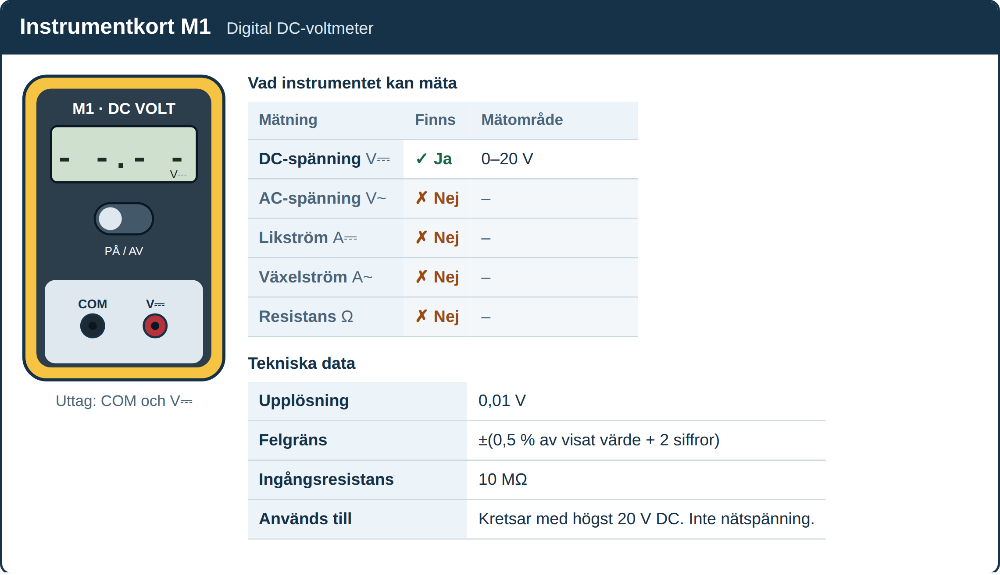 Instrumentkort M1 Digital DC-voltmeter
M1 · DC VOLT
- -.- -
V⎓
PÅ / AV
COM V⎓
Uttag: COM och V⎓
Vad instrumentet kan mäta
Mätning Finns Mätområde
DC-spänning V⎓ ✓ Ja 0–20 V
AC-spänning V~ ✗ Nej –
Likström A⎓ ✗ Nej –
Växelström A~ ✗ Nej –
Resistans Ω ✗ Nej –
Tekniska data
Upplösning 0,01 V
Felgräns ±(0,5 % av visat värde + 2 siffror)
Ingångsresistans 10 MΩ
Används till Kretsar med högst 20 V DC. Inte nätspänning.